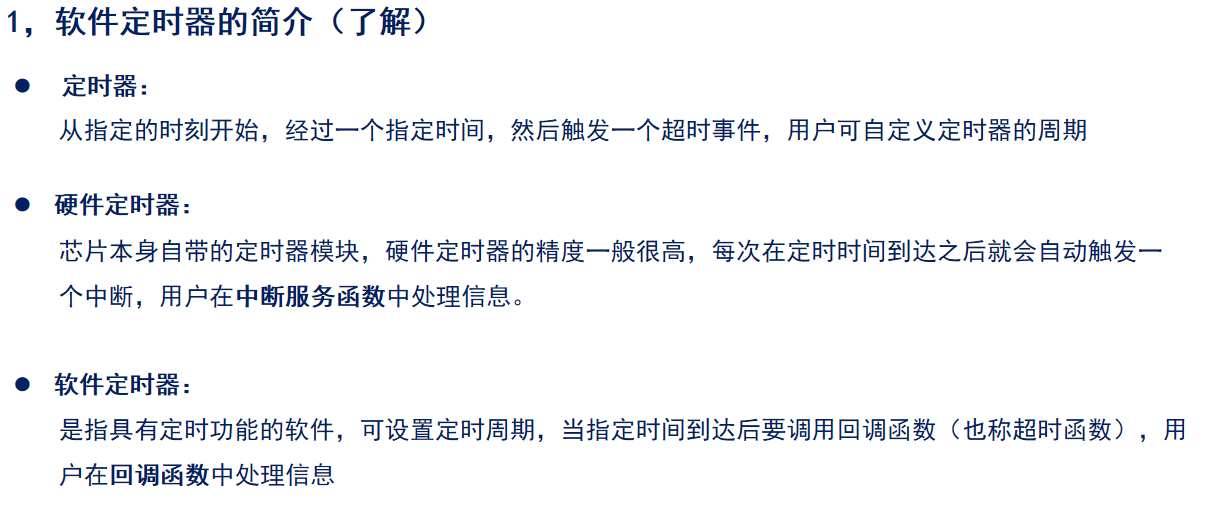 1，软件定时器的简介（了解）
● 定时器：
从指定的时刻开始，经过一个指定时间，然后触发一个超时事件，用户可自定义定时器的周期
● 硬件定时器：
芯片本身自带的定时器模块，硬件定时器的精度一般很高，每次在定时时间到达之后就会自动触发一
个中断，用户在中断服务函数中处理信息。
● 软件定时器：
是指具有定时功能的软件，可设置定时周期，当指定时间到达后要调用回调函数（也称超时函数），用
户在回调函数中处理信息